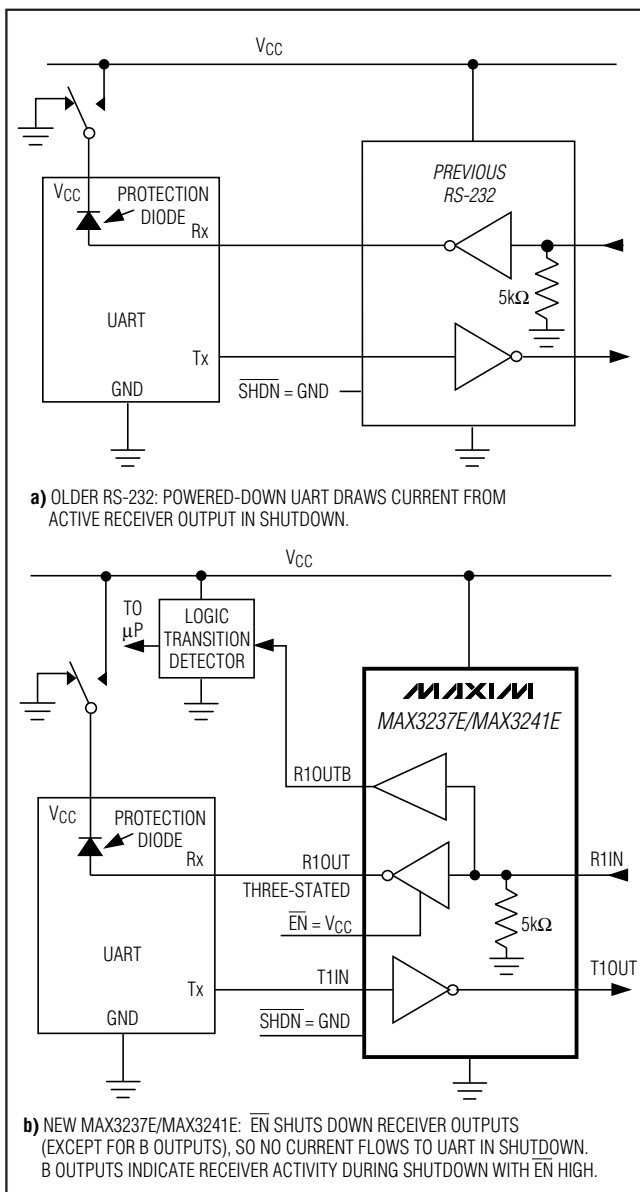 VCC
VCC
PROTECTION
DIODE
Rx
PREVIOUS
RS-232
5kΩ
UART
Tx
GND
SHDN = GND
a) OLDER RS-232: POWERED-DOWN UART DRAWS CURRENT FROM
ACTIVE RECEIVER OUTPUT IN SHUTDOWN.
VCC
TO
μP
LOGIC
TRANSITION
DETECTOR
MAXIM
MAX3237E/MAX3241E
R1OUTB
VCC
PROTECTION
DIODE
Rx
R1OUT
THREE-STATED
R1IN
EN = VCC
5kΩ
UART
Tx
T1IN
T1OUT
GND
SHDN = GND
b) NEW MAX3237E/MAX3241E: EN SHUTS DOWN RECEIVER OUTPUTS
(EXCEPT FOR B OUTPUTS), SO NO CURRENT FLOWS TO UART IN SHUTDOWN.
B OUTPUTS INDICATE RECEIVER ACTIVITY DURING SHUTDOWN WITH EN HIGH.